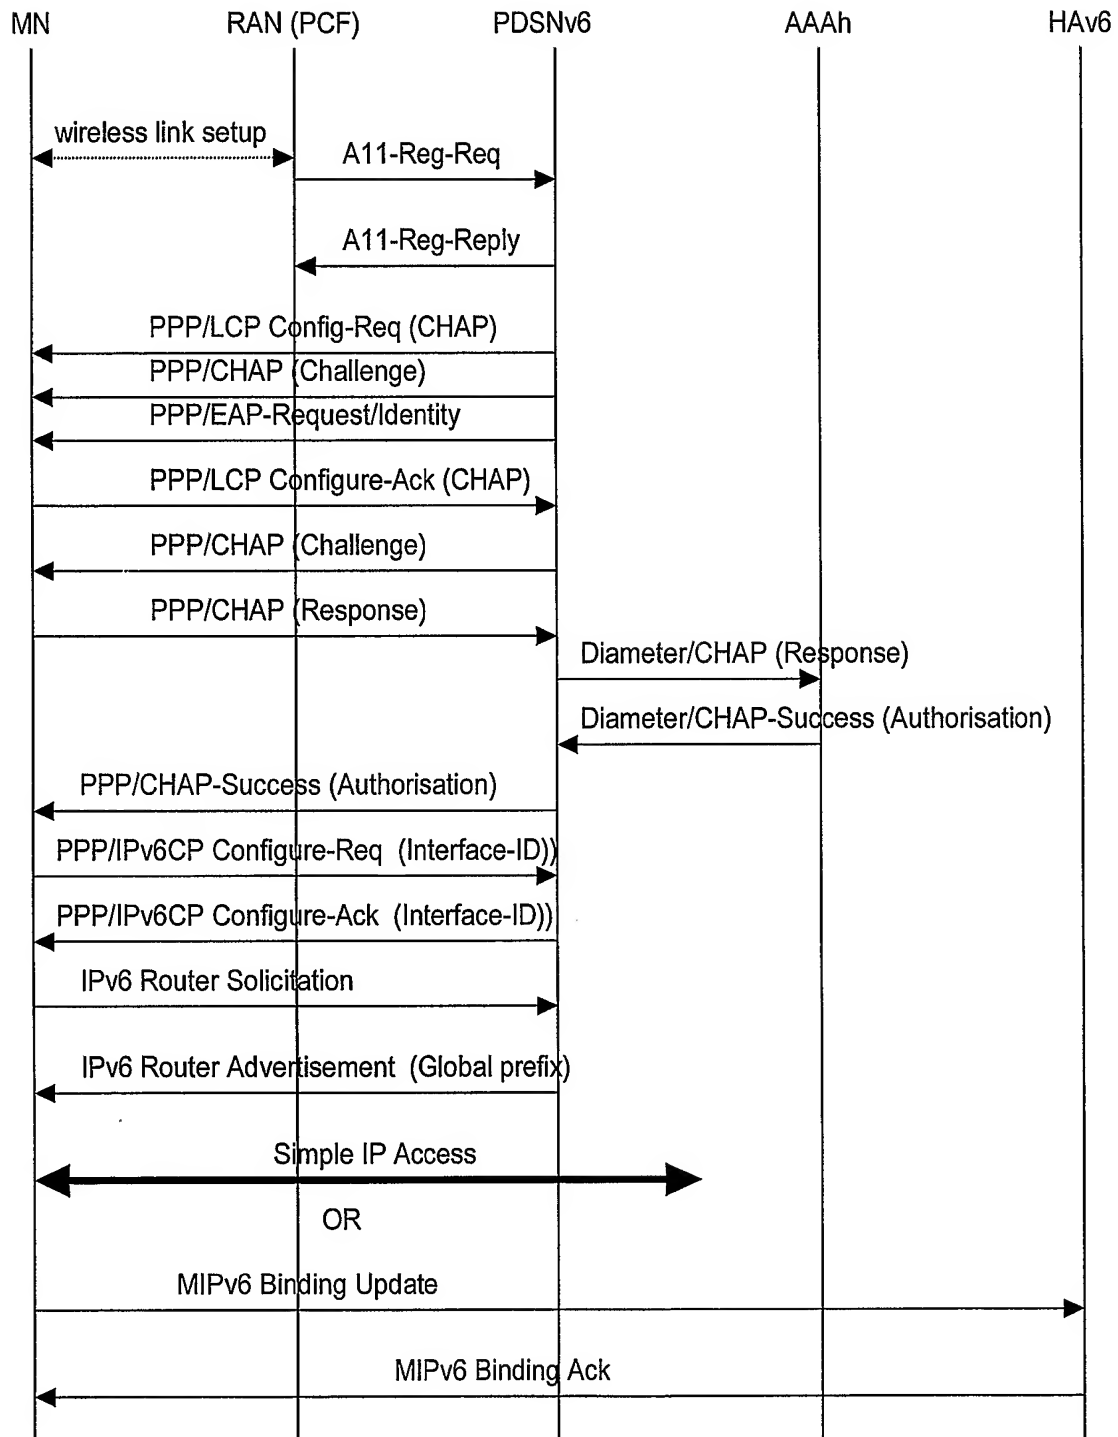 MN RAN (PCF) PDSNv6 AAAh HAv6
wireless link setup
A11-Reg-Req
A11-Reg-Reply
PPP/LCP Config-Req (CHAP)
PPP/CHAP (Challenge)
PPP/EAP-Request/Identity
PPP/LCP Configure-Ack (CHAP)
PPP/CHAP (Challenge)
PPP/CHAP (Response)
Diameter/CHAP (Response)
Diameter/CHAP-Success (Authorisation)
PPP/CHAP-Success (Authorisation)
PPP/IPv6CP Configure-Req (Interface-ID))
PPP/IPv6CP Configure-Ack (Interface-ID))
IPv6 Router Solicitation
IPv6 Router Advertisement (Global prefix)
Simple IP Access
OR
MIPv6 Binding Update
MIPv6 Binding Ack